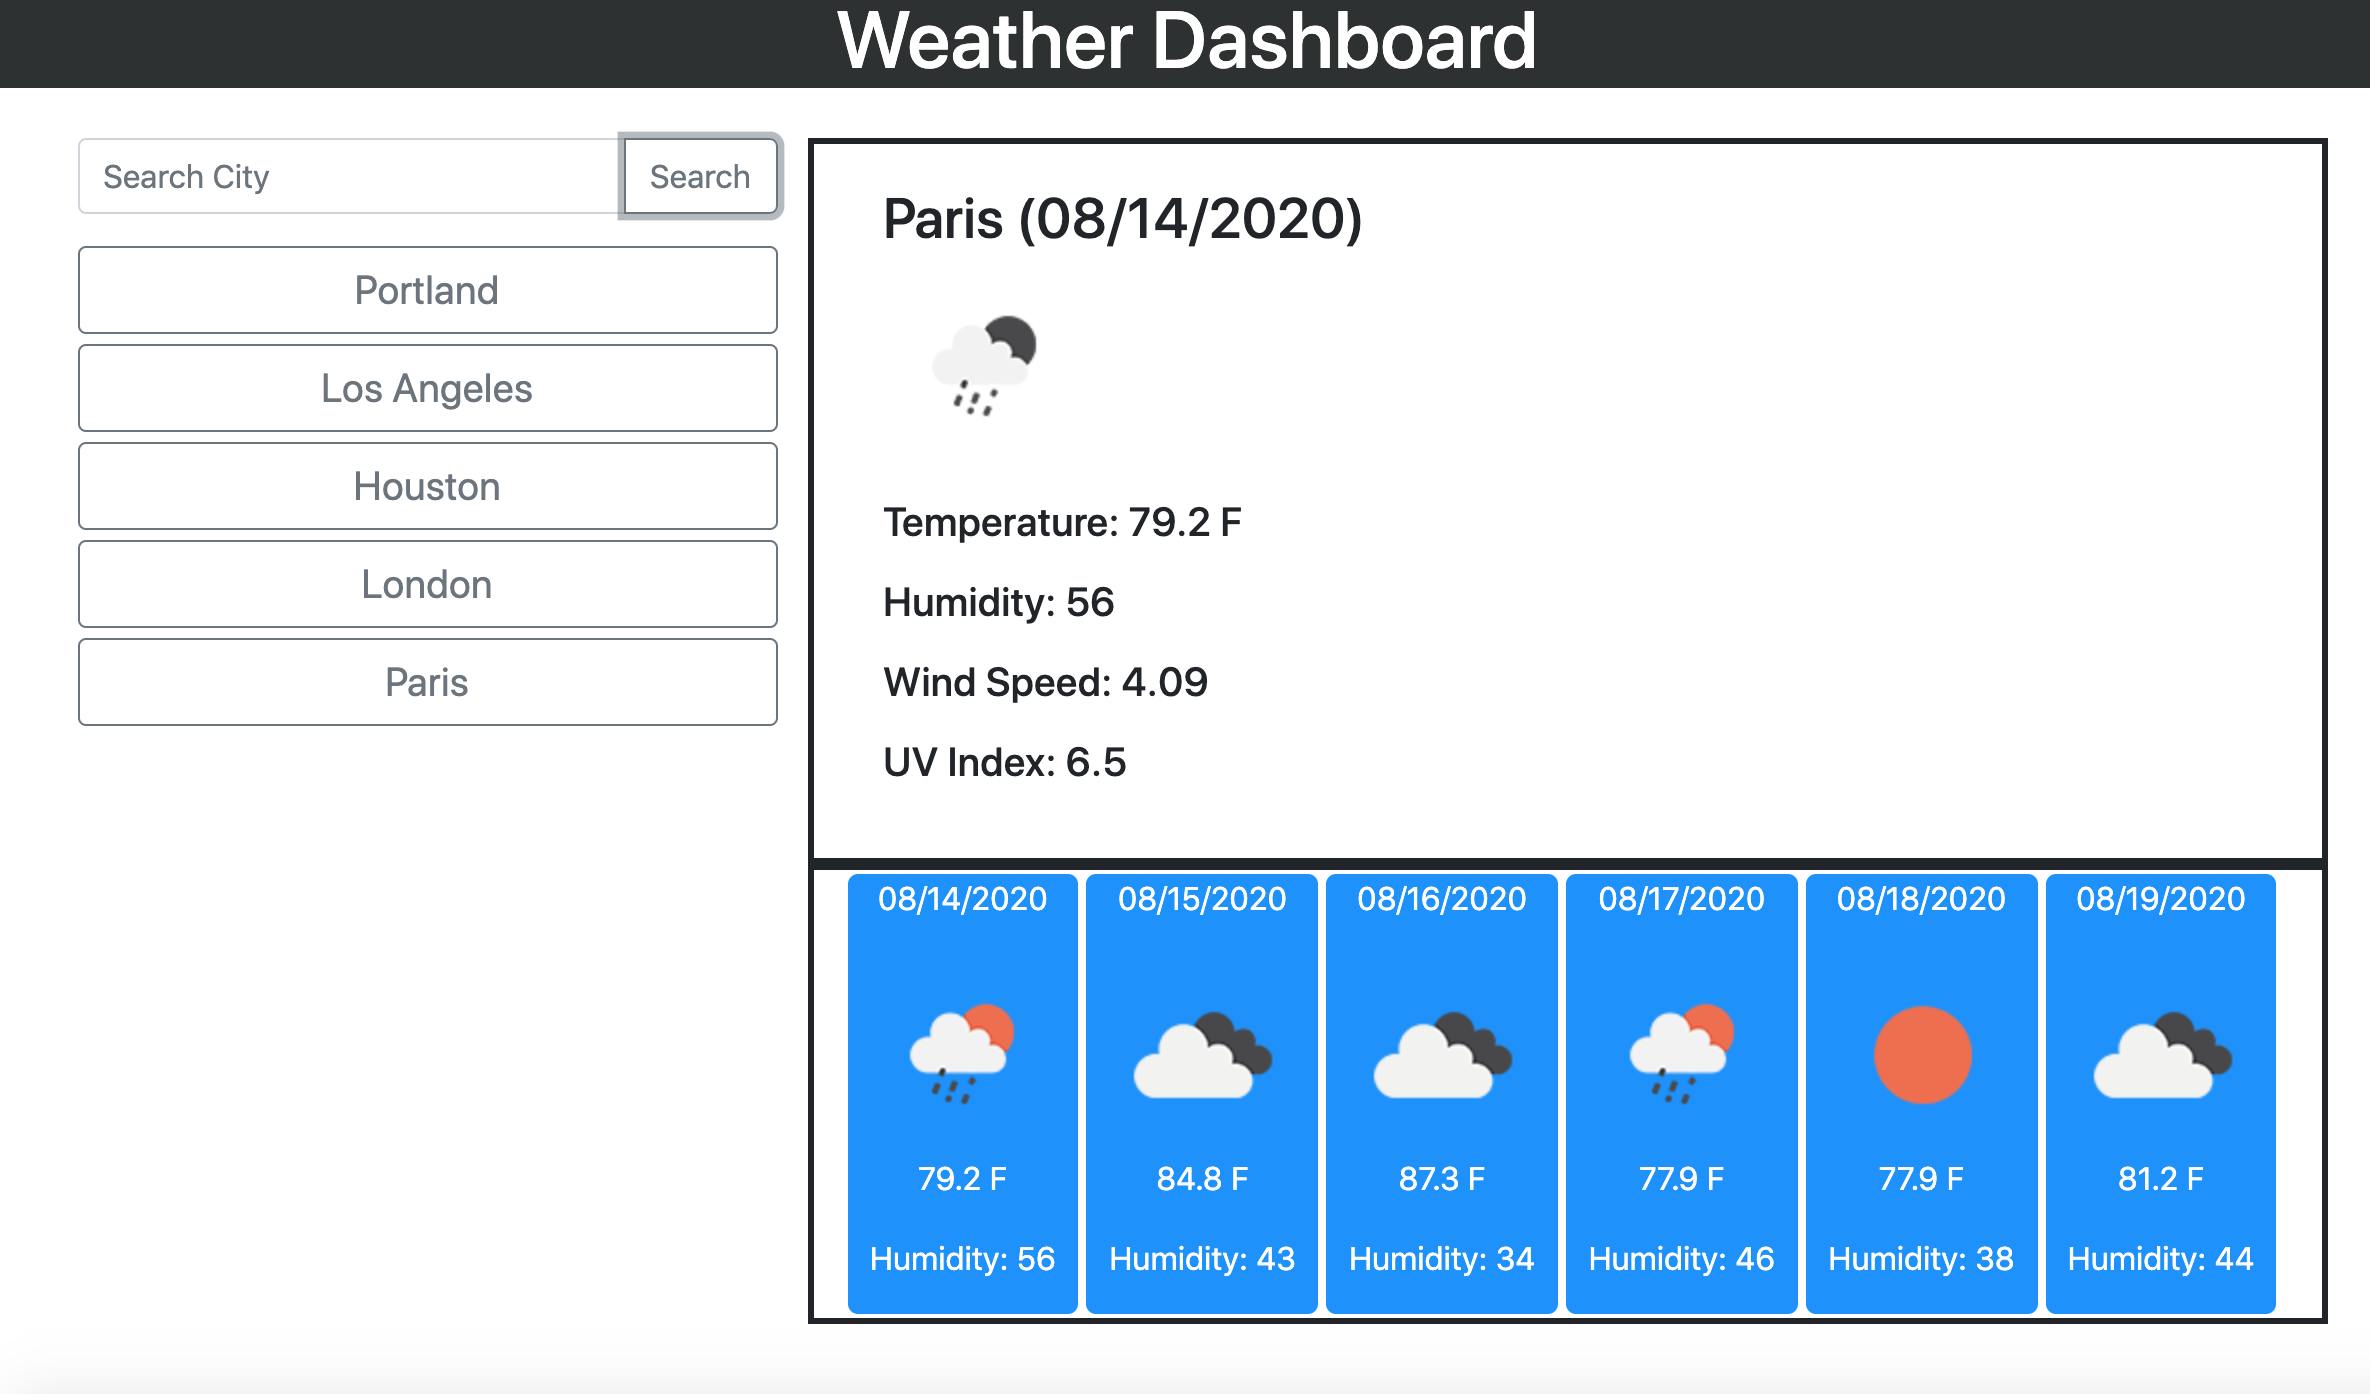 Weather Dashboard
Search City
Search
Portland
Los Angeles
Houston
London
Paris
Paris (08/14/2020)
Temperature: 79.2 F
Humidity: 56
Wind Speed: 4.09
UV Index: 6.5
08/14/2020
79.2 F
Humidity: 56
08/15/2020
84.8 F
Humidity: 43
08/16/2020
87.3 F
Humidity: 34
08/17/2020
77.9 F
Humidity: 46
08/18/2020
77.9 F
Humidity: 38
08/19/2020
81.2 F
Humidity: 44